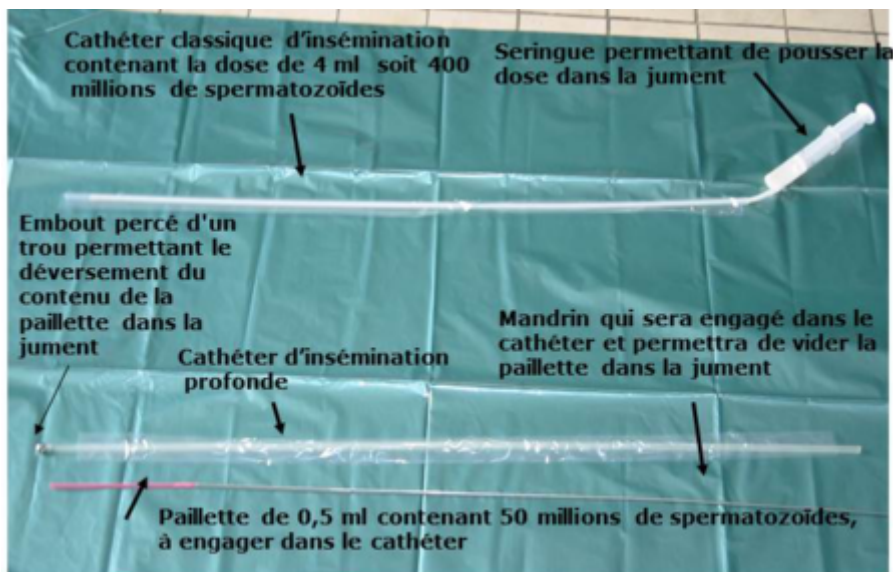 Cathéter classique d'insémination
contenant la dose de 4 ml soit 400
millions de spermatozoïdes
Seringue permettant de pousser la
dose dans la jument
Embout percé d'un
trou permettant le
déversement du
contenu de la
paillette dans la
jument
Cathéter d'insémination
profonde
Mandrin qui sera engagé dans le
cathéter et permettra de vider la
paillette dans la jument
Paillette de 0,5 ml contenant 50 millions de spermatozoïdes,
à engager dans le cathéter